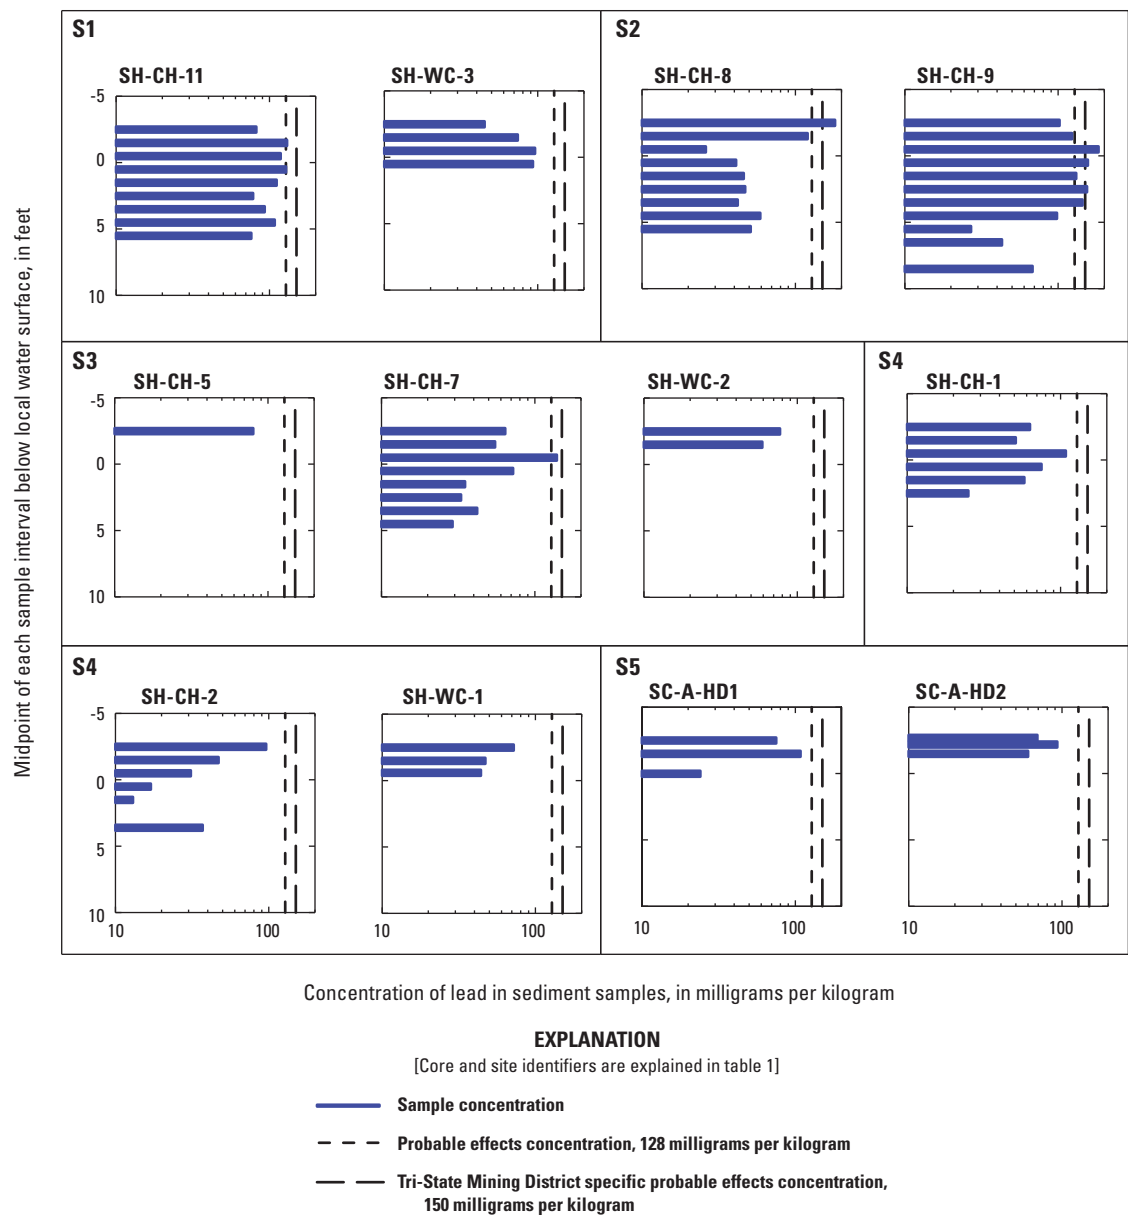 S1
S2
SH-CH-11
SH-WC-3
SH-CH-8
SH-CH-9
-5
0
5
10
S3
S4
SH-CH-5
SH-CH-7
SH-WC-2
SH-CH-1
-5
0
5
10
S4
S5
SH-CH-2
SH-WC-1
SC-A-HD1
SC-A-HD2
-5
0
5
10
10 100 10 100 10 100 10 100
Midpoint of each sample interval below local water surface, in feet
Concentration of lead in sediment samples, in milligrams per kilogram
EXPLANATION
[Core and site identifiers are explained in table 1]
Sample concentration
Probable effects concentration, 128 milligrams per kilogram
Tri-State Mining District specific probable effects concentration,
150 milligrams per kilogram